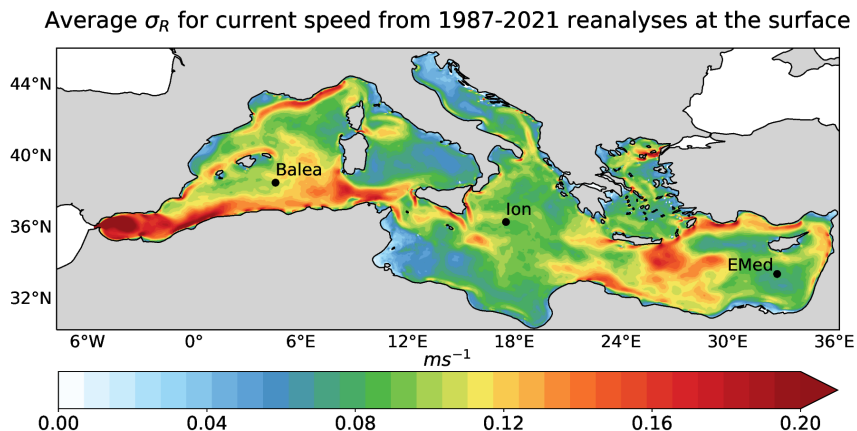 Average σ_R for current speed from 1987-2021 reanalyses at the surface
44°N
40°N
36°N
32°N
Balea
Ion
EMed
6°W 0° 6°E 12°E 18°E 24°E 30°E 36°E
ms⁻¹
0.00 0.04 0.08 0.12 0.16 0.20